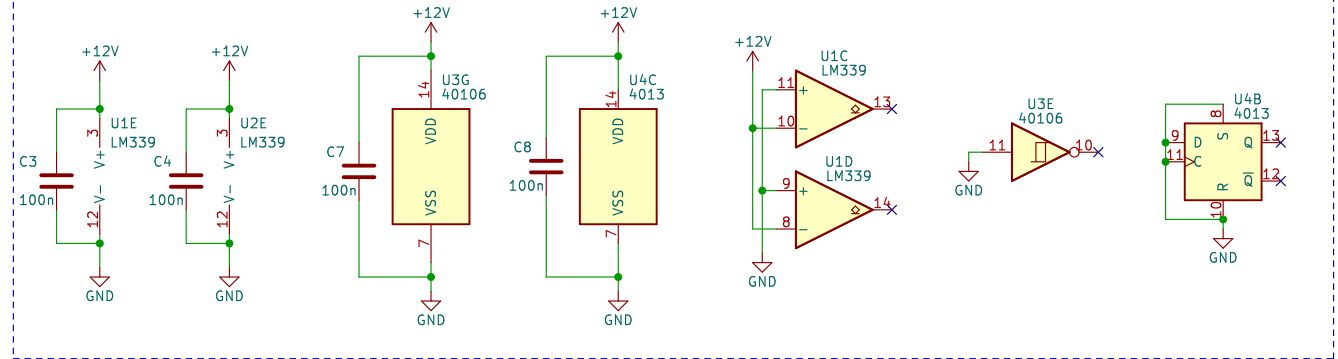 +12V
+12V
C3
100n
U1E
LM339
3
V+
V-
12
GND
C4
100n
U2E
LM339
3
V+
V-
12
GND
+12V
C7
100n
U3G
40106
14
VDD
VSS
7
GND
+12V
C8
100n
U4C
4013
14
VDD
VSS
7
GND
+12V
U1C
LM339
11
+
10
-
13
U1D
LM339
9
+
8
-
14
GND
U3E
40106
11
10
GND
U4B
4013
8
S
9
D
Q
13
11
C
Q̅
12
R
10
GND